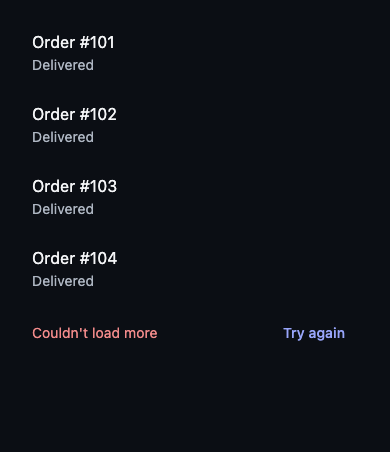 Order #101
Delivered
Order #102
Delivered
Order #103
Delivered
Order #104
Delivered
Couldn't load more Try again